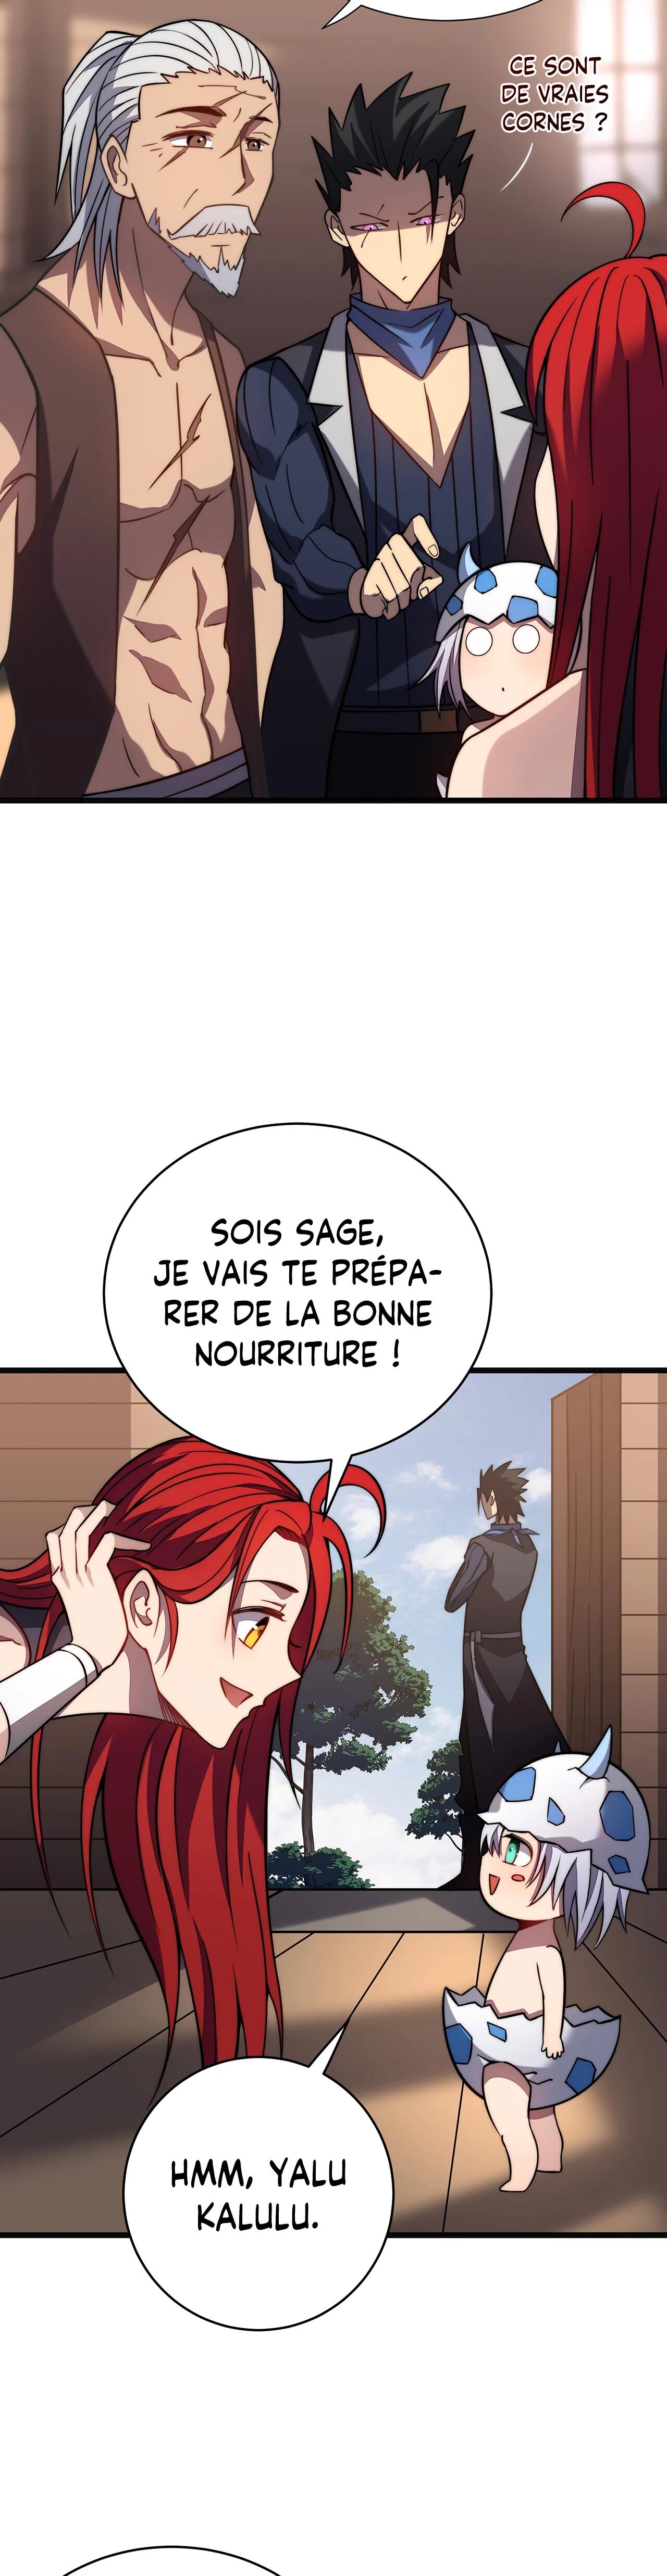 CE SONT
DE VRAIES
CORNES ?
SOIS SAGE,
JE VAIS TE PRÉPA-
RER DE LA BONNE
NOURRITURE !
HMM, YALU
KALULU.